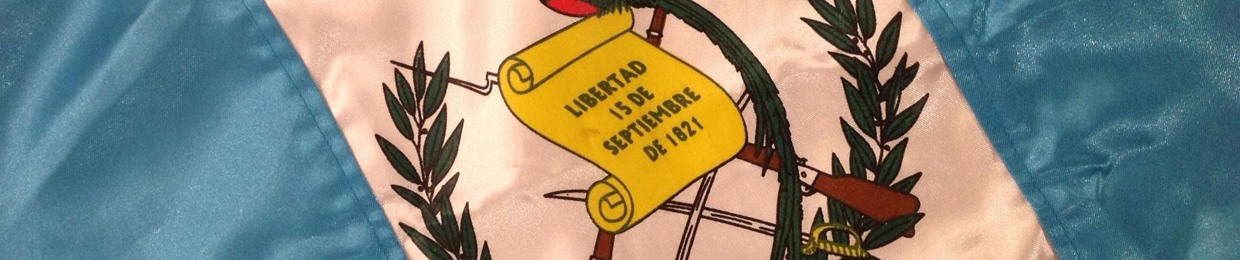 LIBERTAD
15 DE
SEPTIEMBRE
DE 1821